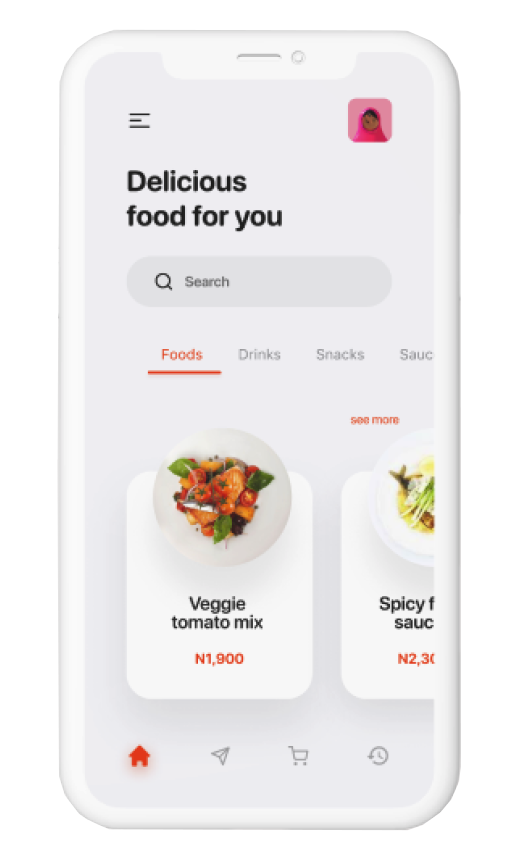 Delicious
food for you
Search
Foods Drinks Snacks Sauc
see more
Veggie
tomato mix
N1,900
Spicy f
sauc
N2,30